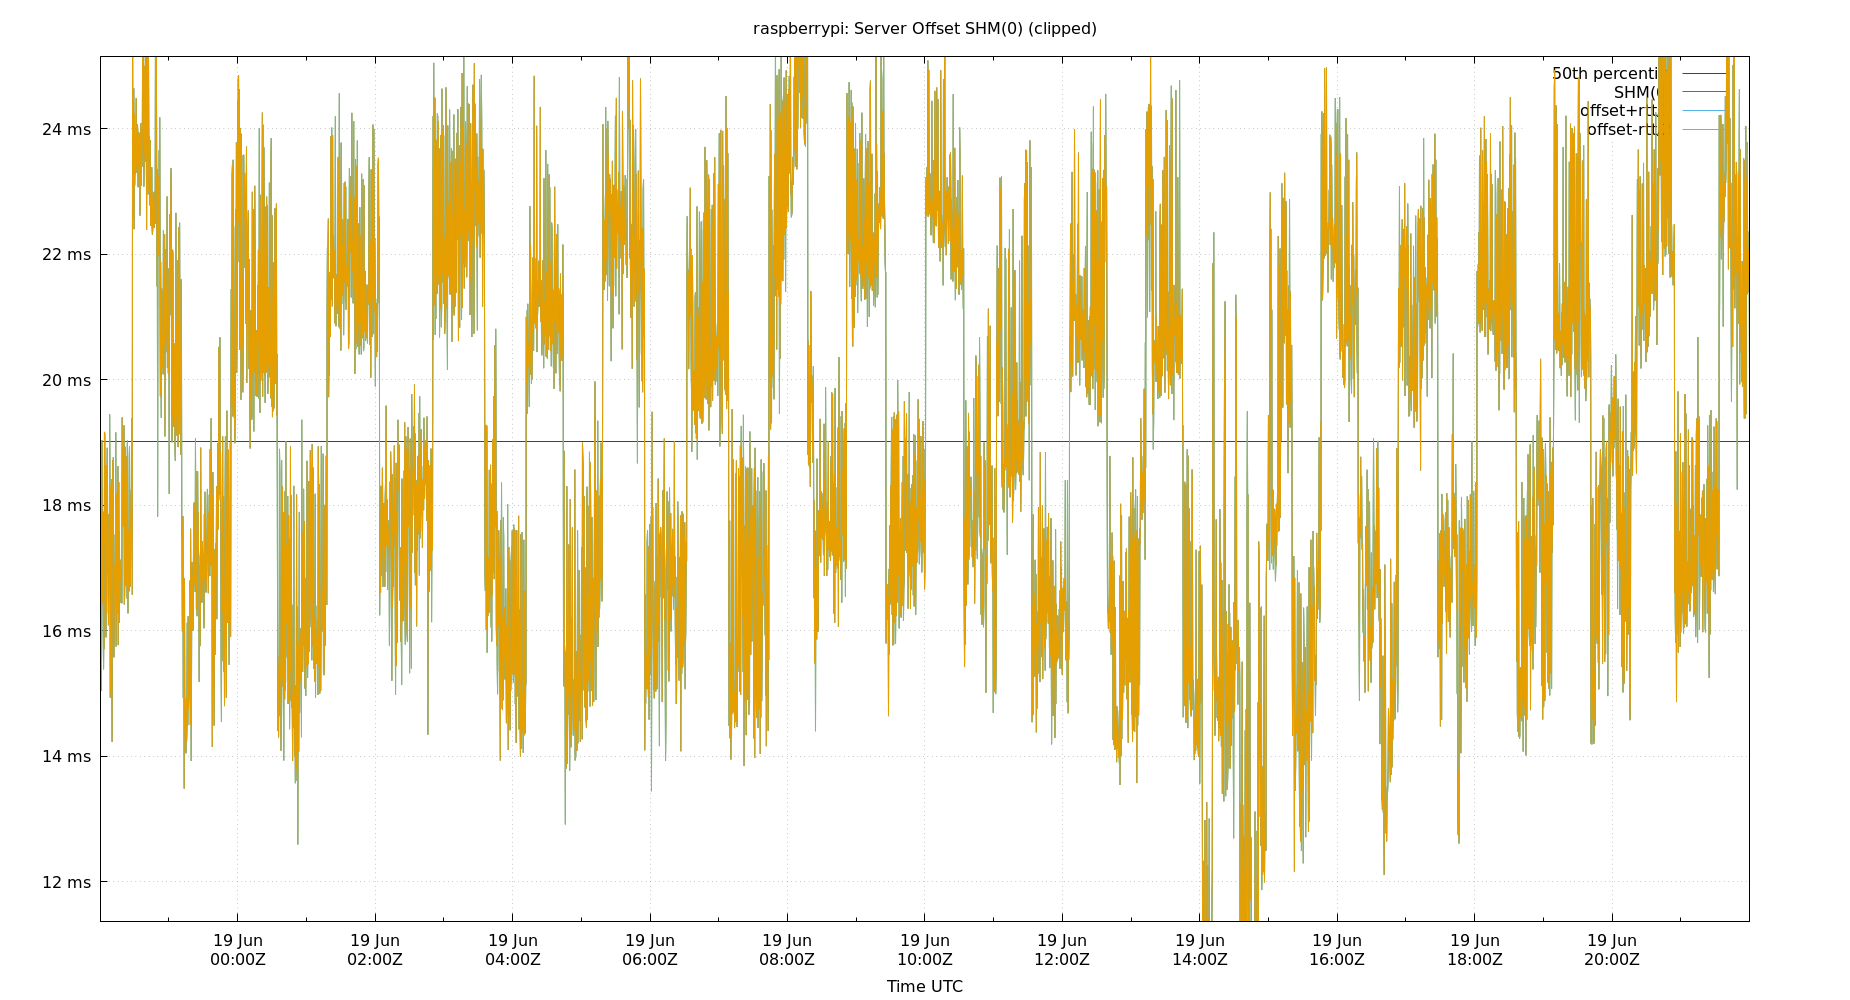 raspberrypi: Server Offset SHM(0) (clipped)
50th percenti
SHM(
offset+rtt
offset-rtt
24 ms
22 ms
20 ms
18 ms
16 ms
14 ms
12 ms
19 Jun 19 Jun 19 Jun 19 Jun 19 Jun 19 Jun 19 Jun 19 Jun 19 Jun 19 Jun 19 Jun
00:00Z 02:00Z 04:00Z 06:00Z 08:00Z 10:00Z 12:00Z 14:00Z 16:00Z 18:00Z 20:00Z
Time UTC